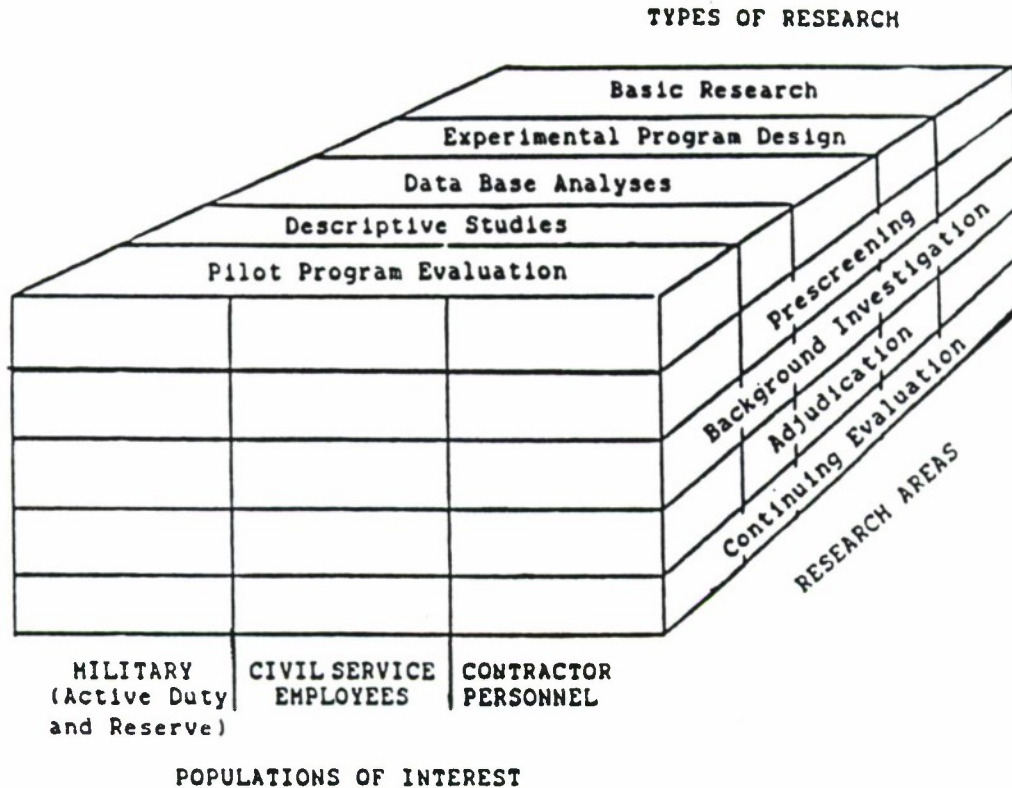 TYPES OF RESEARCH
Basic Research
Experimental Program Design
Data Base Analyses
Descriptive Studies
Pilot Program Evaluation
Prescreening
Background Investigation
Adjudication
Continuing Evaluation
RESEARCH AREAS
MILITARY
(Active Duty
and Reserve)
CIVIL SERVICE
EMPLOYEES
CONTRACTOR
PERSONNEL
POPULATIONS OF INTEREST